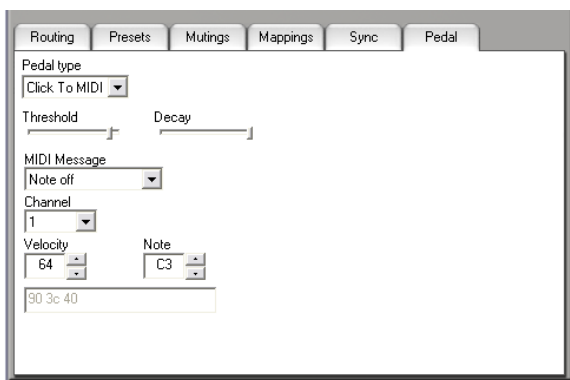 Routing Presets Mutings Mappings Sync Pedal
Pedal type
Click To MIDI
Threshold Decay
MIDI Message
Note off
Channel
1
Velocity Note
64 C3
90 3c 40